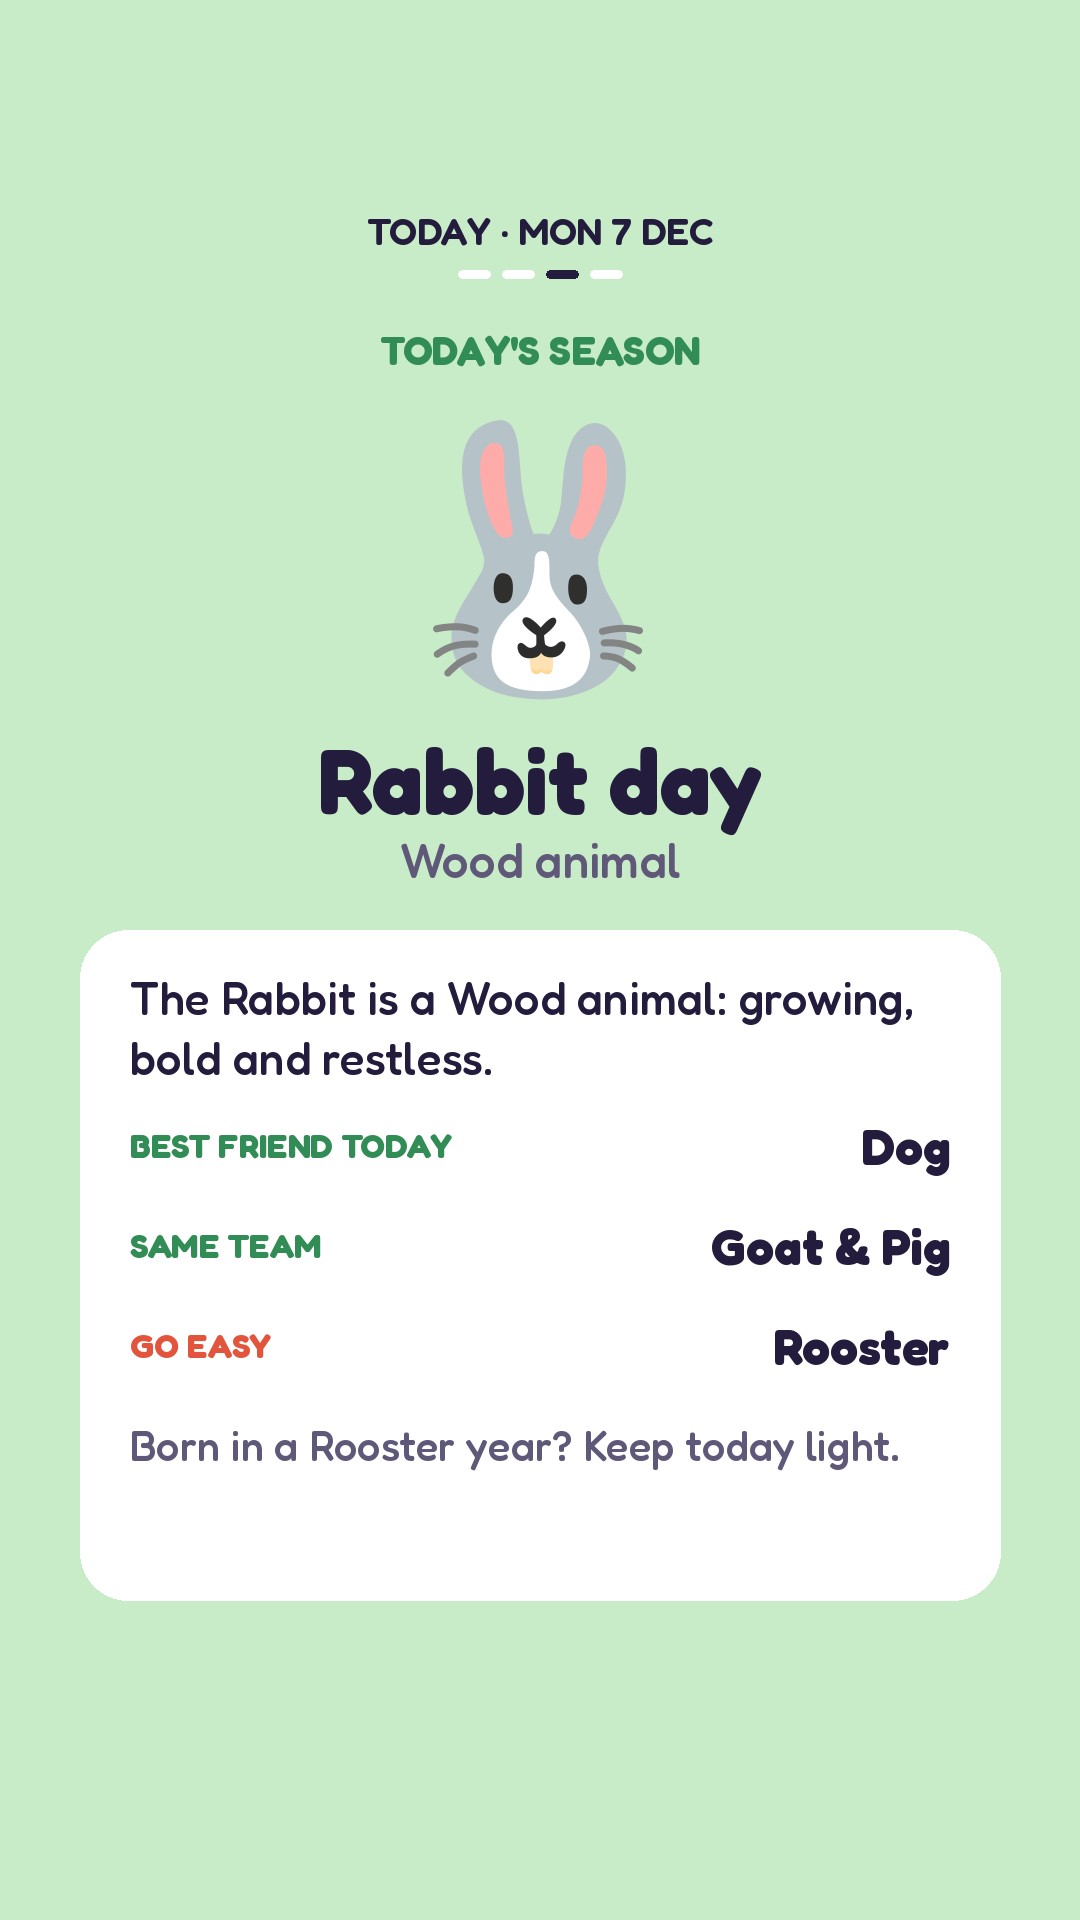 TODAY · MON 7 DEC
TODAY'S SEASON
Rabbit day
Wood animal
The Rabbit is a Wood animal: growing,
bold and restless.
BEST FRIEND TODAY Dog
SAME TEAM Goat & Pig
GO EASY Rooster
Born in a Rooster year? Keep today light.